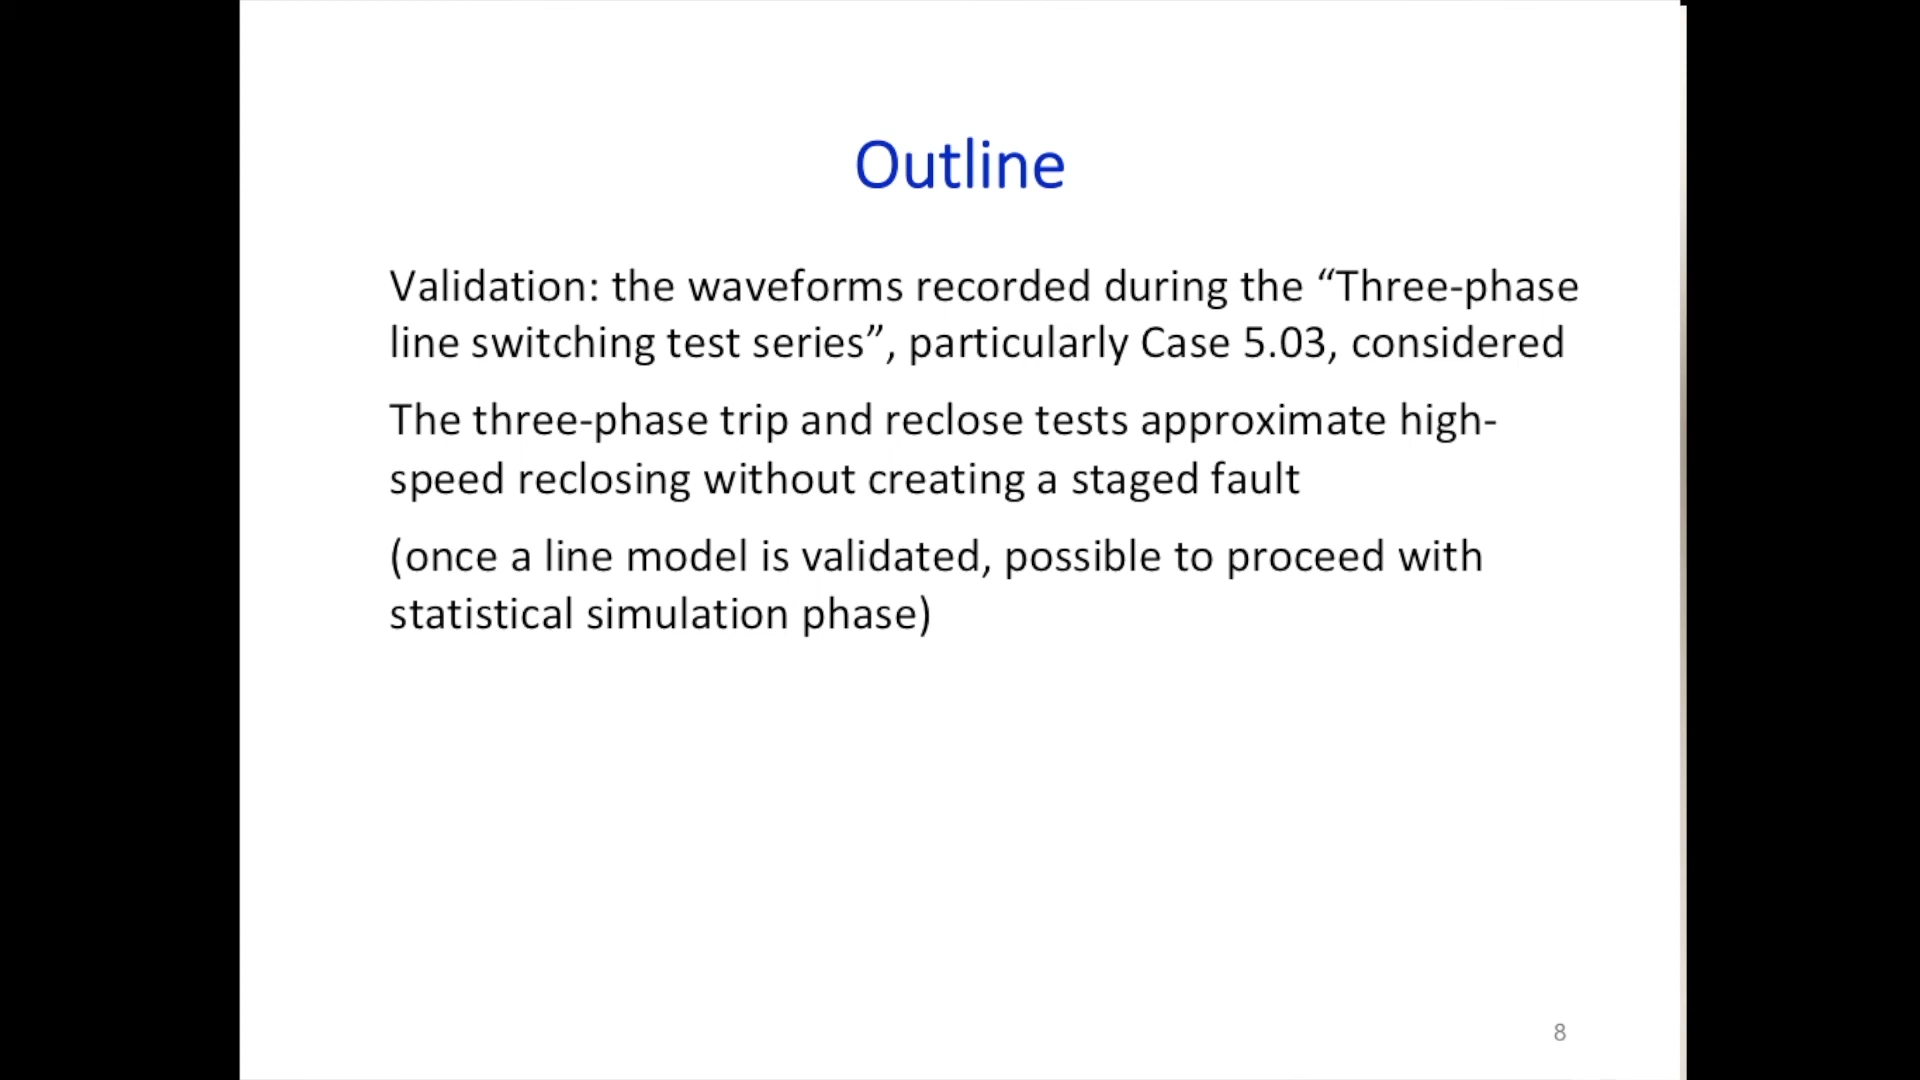 Outline
Validation: the waveforms recorded during the “Three-phase
line switching test series”, particularly Case 5.03, considered
The three-phase trip and reclose tests approximate high-
speed reclosing without creating a staged fault
(once a line model is validated, possible to proceed with
statistical simulation phase)
8